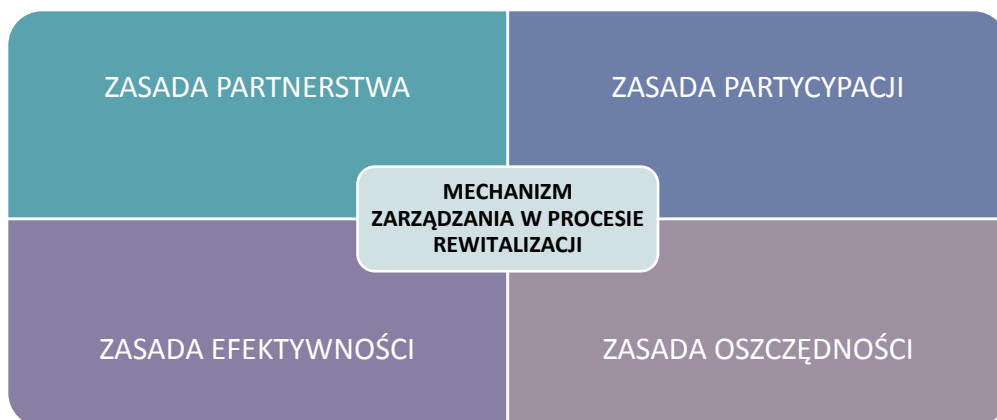 ZASADA PARTNERSTWA
ZASADA PARTYCYPACJI
MECHANIZM
ZARZĄDZANIA W PROCESIE
REWITALIZACJI
ZASADA EFEKTYWNOŚCI
ZASADA OSZCZĘDNOŚCI